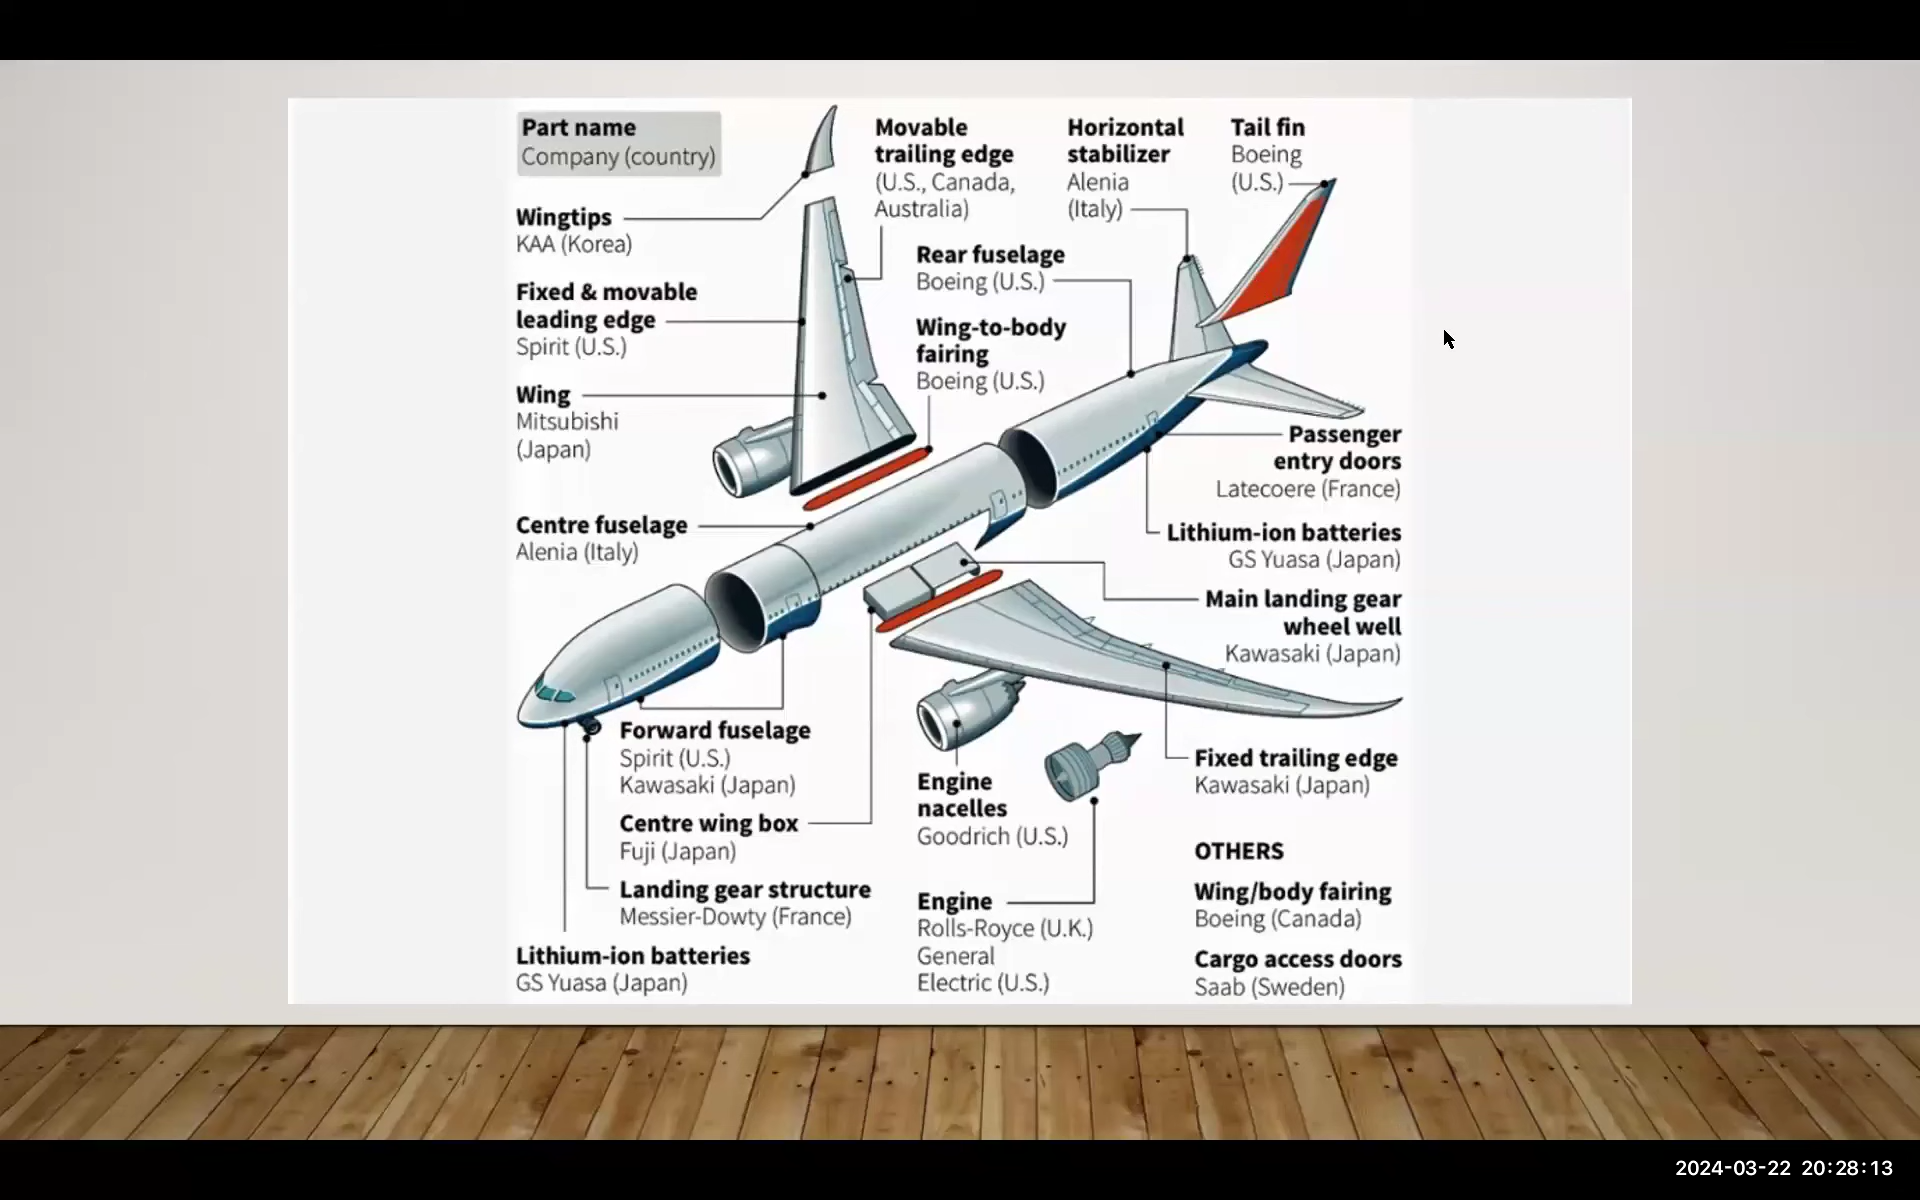 Part name
Company (country)
Wingtips
KAA (Korea)
Fixed & movable
leading edge
Spirit (U.S.)
Wing
Mitsubishi
(Japan)
Centre fuselage
Alenia (Italy)
Movable
trailing edge
(U.S., Canada,
Australia)
Horizontal
stabilizer
Alenia
(Italy)
Tail fin
Boeing
(U.S.)
Rear fuselage
Boeing (U.S.)
Wing-to-body
fairing
Boeing (U.S.)
Passenger
entry doors
Latecoere (France)
Lithium-ion batteries
GS Yuasa (Japan)
Main landing gear
wheel well
Kawasaki (Japan)
Forward fuselage
Spirit (U.S.)
Kawasaki (Japan)
Centre wing box
Fuji (Japan)
Landing gear structure
Messier-Dowty (France)
Lithium-ion batteries
GS Yuasa (Japan)
Engine
nacelles
Goodrich (U.S.)
Engine
Rolls-Royce (U.K.)
General
Electric (U.S.)
Fixed trailing edge
Kawasaki (Japan)
OTHERS
Wing/body fairing
Boeing (Canada)
Cargo access doors
Saab (Sweden)
2024-03-22 20:28:13